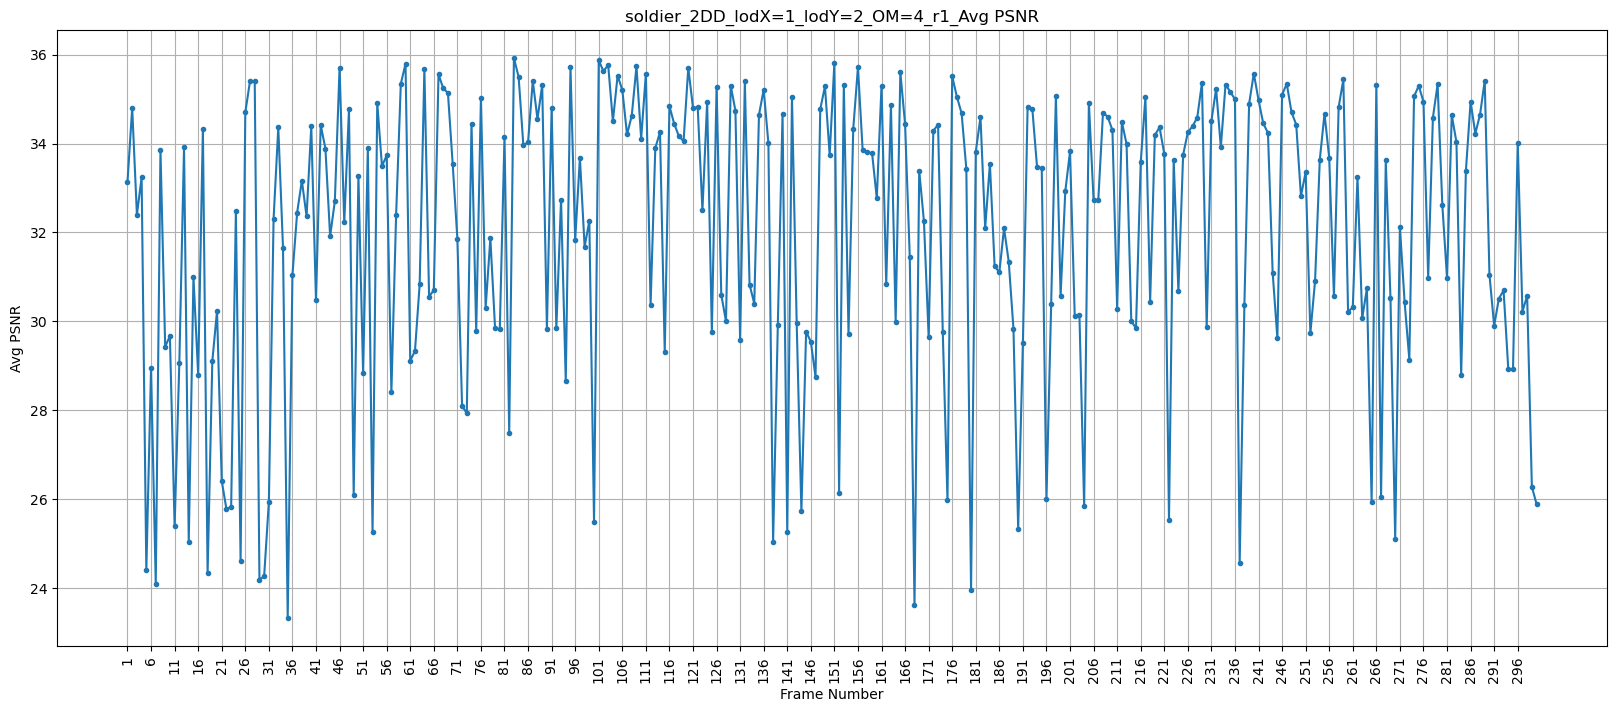 soldier_2DD_lodX=1_lodY=2_OM=4_r1_Avg PSNR
36
34
32
30
28
26
24
Avg PSNR
1 6 11 16 21 26 31 36 41 46 51 56 61 66 71 76 81 86 91 96 101 106 111 116 121 126 131 136 141 146 151 156 161 166 171 176 181 186 191 196 201 206 211 216 221 226 231 236 241 246 251 256 261 266 271 276 281 286 291 296
Frame Number